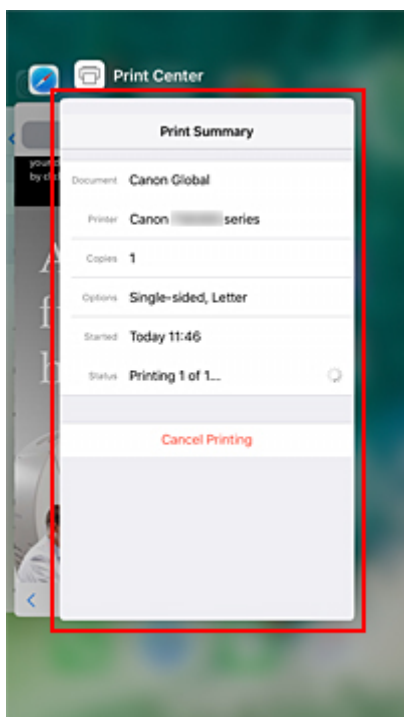 Print Center
Print Summary
Document Canon Global
Printer Canon series
Copies 1
Options Single-sided, Letter
Started Today 11:46
Status Printing 1 of 1...
Cancel Printing